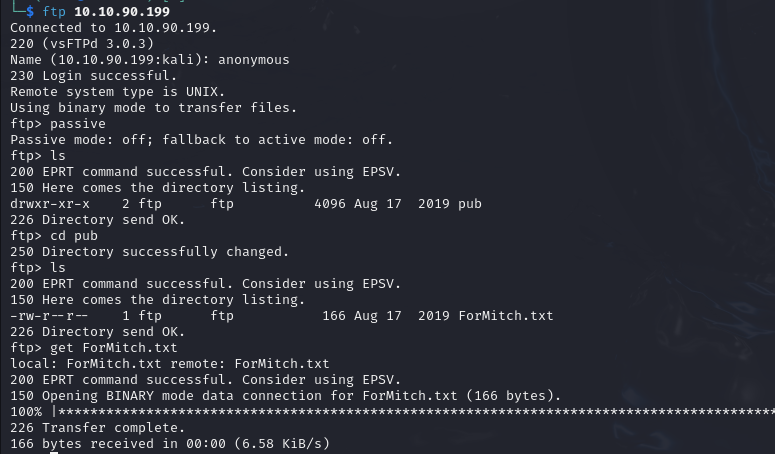 └─$ ftp 10.10.90.199
Connected to 10.10.90.199.
220 (vsFTPd 3.0.3)
Name (10.10.90.199:kali): anonymous
230 Login successful.
Remote system type is UNIX.
Using binary mode to transfer files.
ftp> passive
Passive mode: off; fallback to active mode: off.
ftp> ls
200 EPRT command successful. Consider using EPSV.
150 Here comes the directory listing.
drwxr-xr-x    2 ftp      ftp          4096 Aug 17  2019 pub
226 Directory send OK.
ftp> cd pub
250 Directory successfully changed.
ftp> ls
200 EPRT command successful. Consider using EPSV.
150 Here comes the directory listing.
-rw-r--r--    1 ftp      ftp           166 Aug 17  2019 ForMitch.txt
226 Directory send OK.
ftp> get ForMitch.txt
local: ForMitch.txt remote: ForMitch.txt
200 EPRT command successful. Consider using EPSV.
150 Opening BINARY mode data connection for ForMitch.txt (166 bytes).
100% |******************************************************************************************
226 Transfer complete.
166 bytes received in 00:00 (6.58 KiB/s)